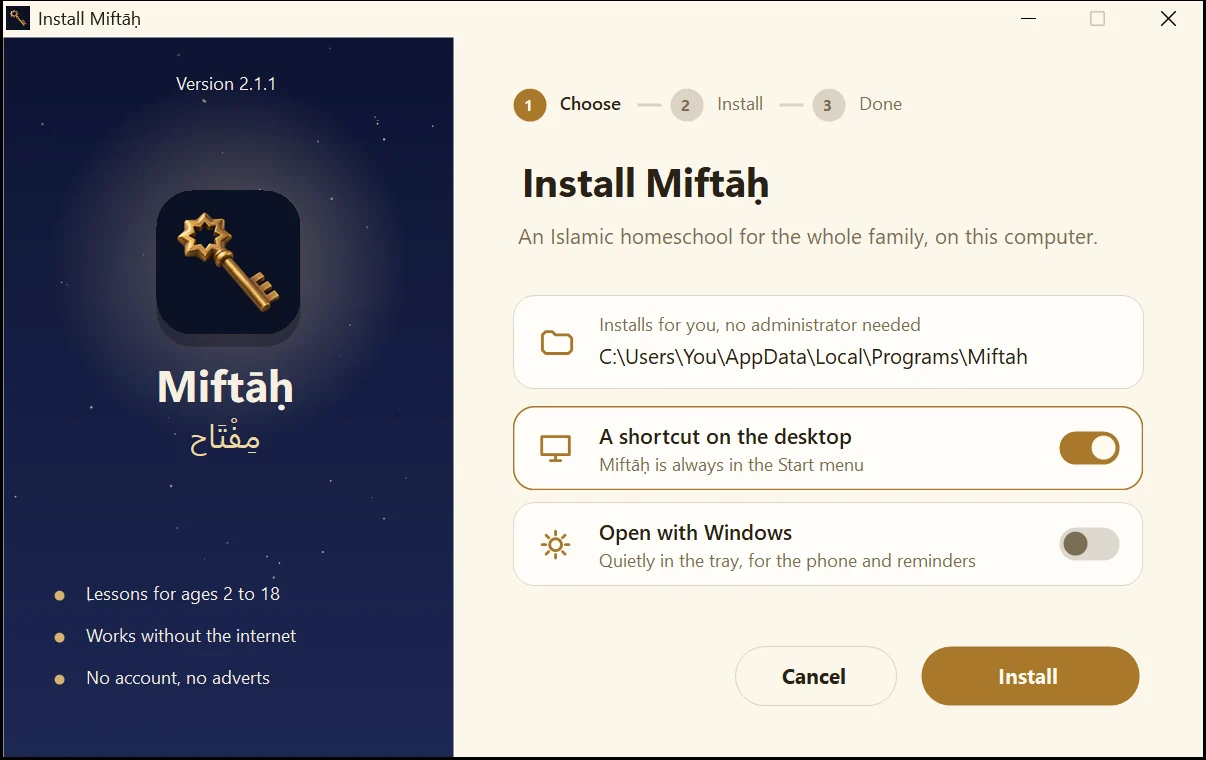 Install Miftāḥ
Version 2.1.1
Miftāḥ
مِفْتَاح
Lessons for ages 2 to 18
Works without the internet
No account, no adverts
1 Choose 2 Install 3 Done
Install Miftāḥ
An Islamic homeschool for the whole family, on this computer.
Installs for you, no administrator needed
C:\Users\You\AppData\Local\Programs\Miftah
A shortcut on the desktop
Miftāḥ is always in the Start menu
Open with Windows
Quietly in the tray, for the phone and reminders
Cancel Install